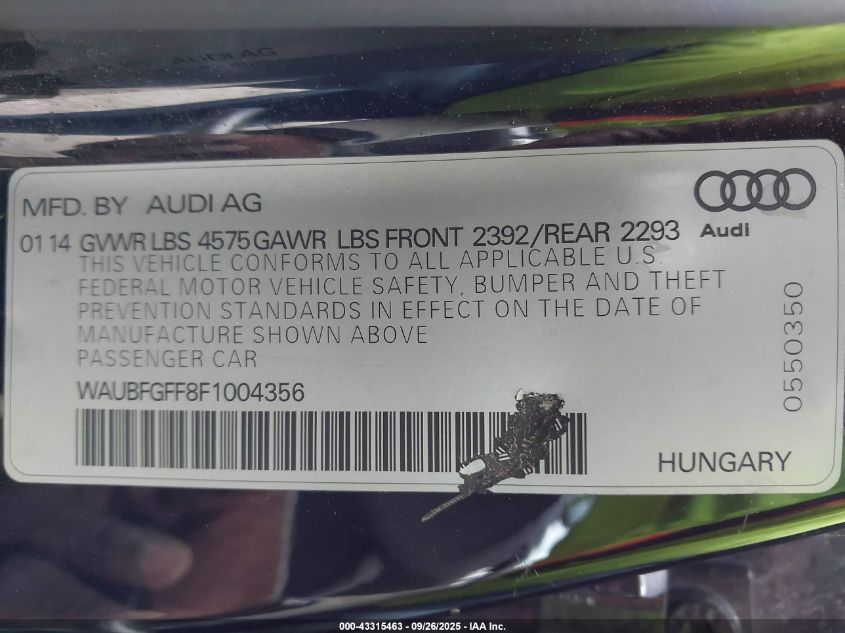 MFD. BY AUDI AG
01 14 GVWR LBS 4575 GAWR LBS FRONT 2392/REAR 2293
Audi
THIS VEHICLE CONFORMS TO ALL APPLICABLE U.S.
FEDERAL MOTOR VEHICLE SAFETY, BUMPER AND THEFT
PREVENTION STANDARDS IN EFFECT ON THE DATE OF
MANUFACTURE SHOWN ABOVE
PASSENGER CAR
WAUBFGFF8F1004356
0550350
HUNGARY
000-43315463 - 09/26/2025 - IAA Inc.